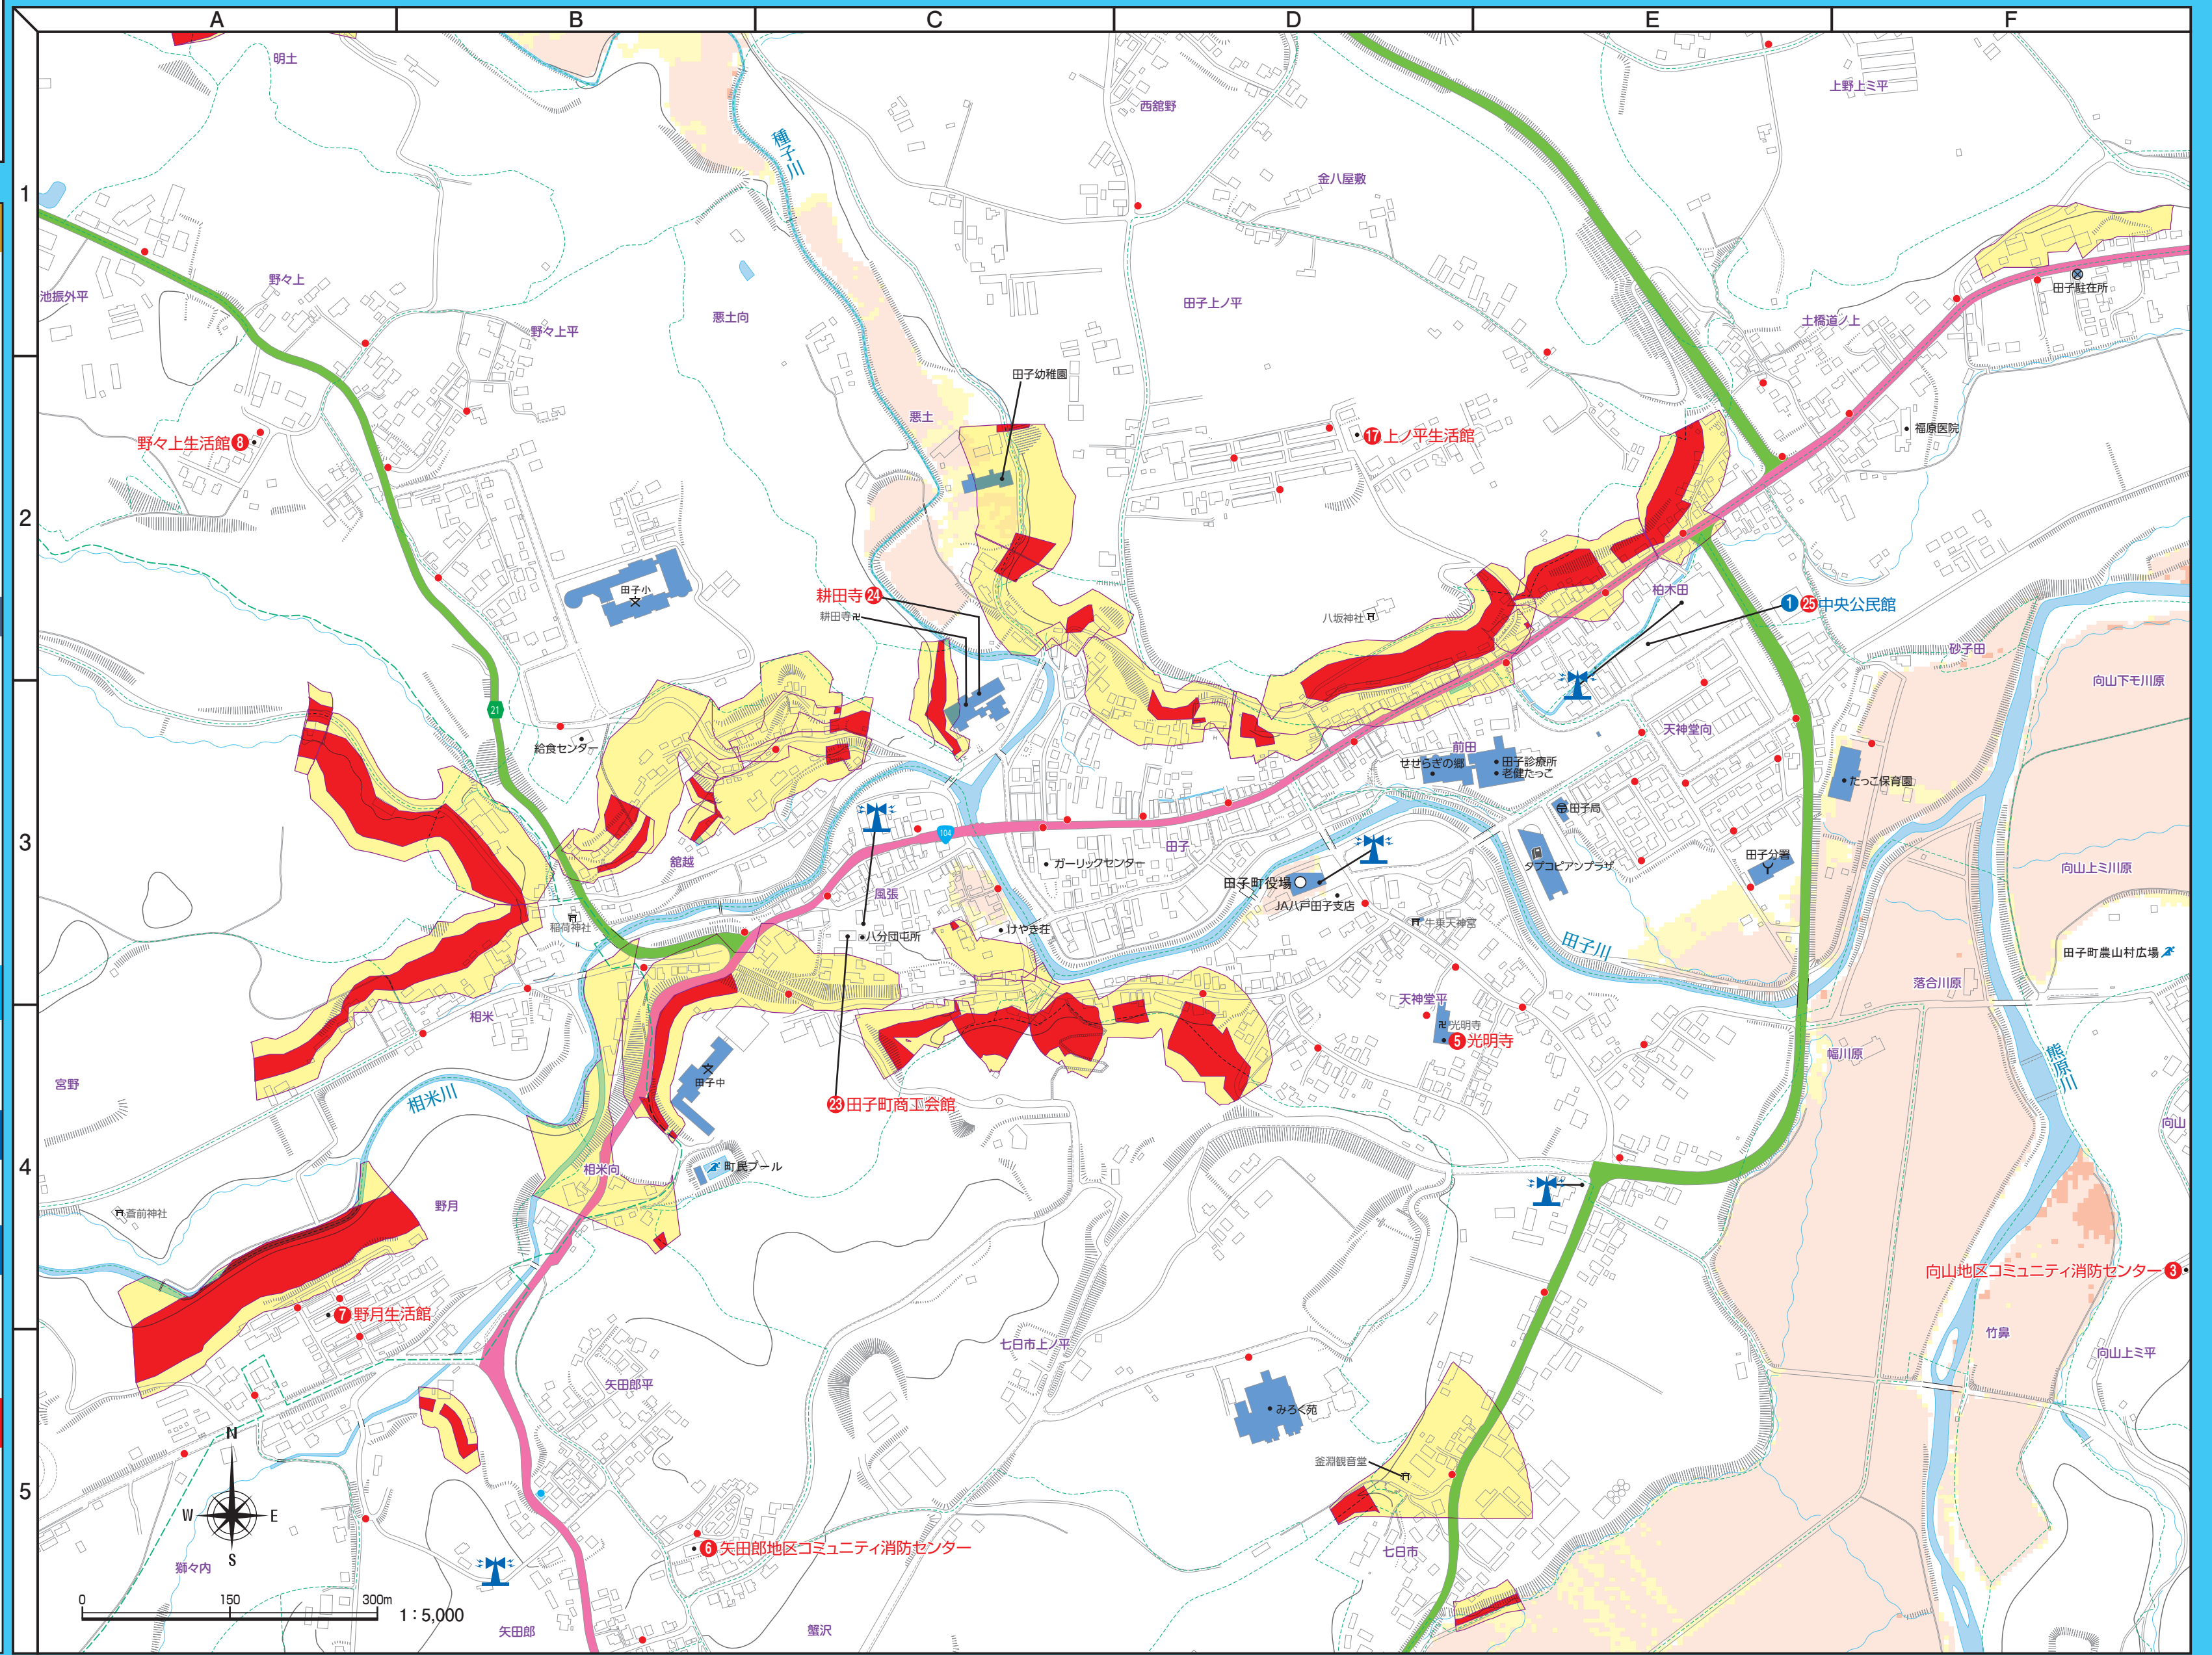 A B C D E F
1
2
3
4
5
明土
西舘野
上野上ミ平
種子川
金八屋敷
野々上
池振外平
野々上平
悪土向
田子上ノ平
田子駐在所
土橋道ノ上
田子幼稚園
悪土
野々上生活館 8
17 上ノ平生活館
福原医院
田子小
耕田寺 24
耕田寺
八坂神社
柏木田
1 25 中央公民館
砂子田
向山下モ川原
21
給食センター
天神堂向
前田
せせらぎの郷
田子診療所
老健たっこ
たっこ保育園
田子局
104
田子
ガーリックセンター
舘越
タプコピアンプラザ
田子分署
向山上ミ川原
風張
田子町役場
JA八戸田子支店
稲荷神社
八分団屯所
けやき荘
牛乗天神宮
田子川
田子町農山村広場
落合川原
相米
天神堂平
光明寺
5 光明寺
幅川原
熊原川
宮野
相米川
田子中
23 田子町商工会館
向山
相米向
町民プール
蒼前神社
野月
向山地区コミュニティ消防センター 3
7 野月生活館
竹鼻
七日市上ノ平
向山上ミ平
矢田郎平
みろく苑
釜淵観音堂
N
W E
S
6 矢田郎地区コミュニティ消防センター
七日市
獅々内
0 150 300m
1：5,000
矢田郎
蟹沢